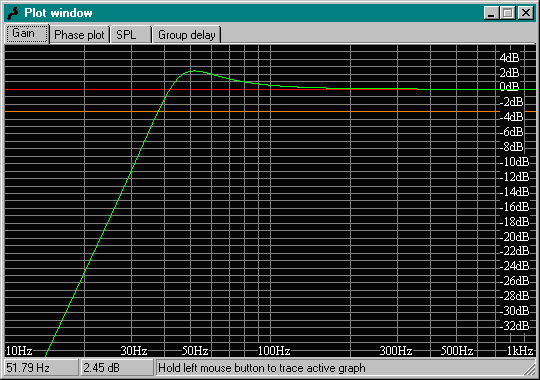 Plot window
Gain Phase plot SPL Group delay
4dB
2dB
0dB
-2dB
-4dB
-6dB
-8dB
-10dB
-12dB
-14dB
-16dB
-18dB
-20dB
-22dB
-24dB
-26dB
-28dB
-30dB
-32dB
10Hz 30Hz 50Hz 100Hz 300Hz 500Hz 1kHz
51.79 Hz 2.45 dB Hold left mouse button to trace active graph